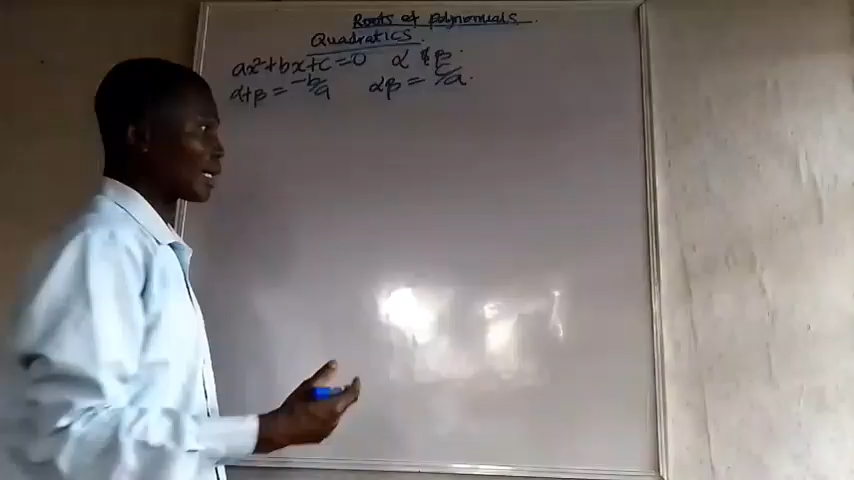 Roots of polynomials.
Quadratics.
ax²+bx+c=0 α & β.
α+β = -b/a αβ = c/a.